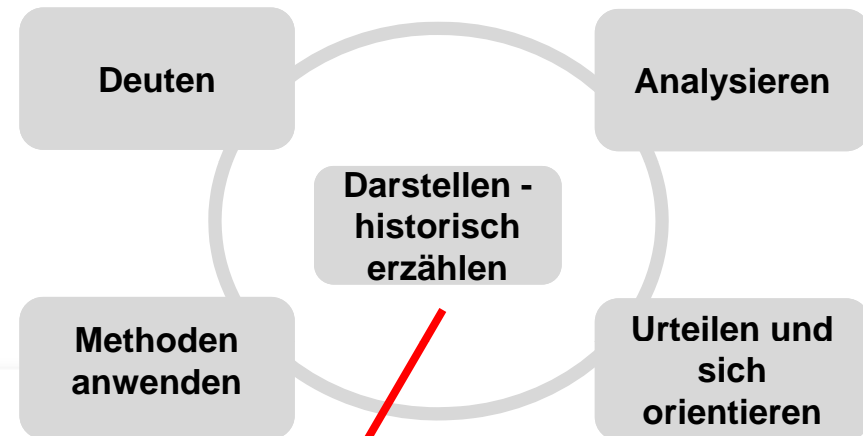 Deuten
Analysieren
Darstellen -
historisch
erzählen
Methoden
anwenden
Urteilen und
sich
orientieren